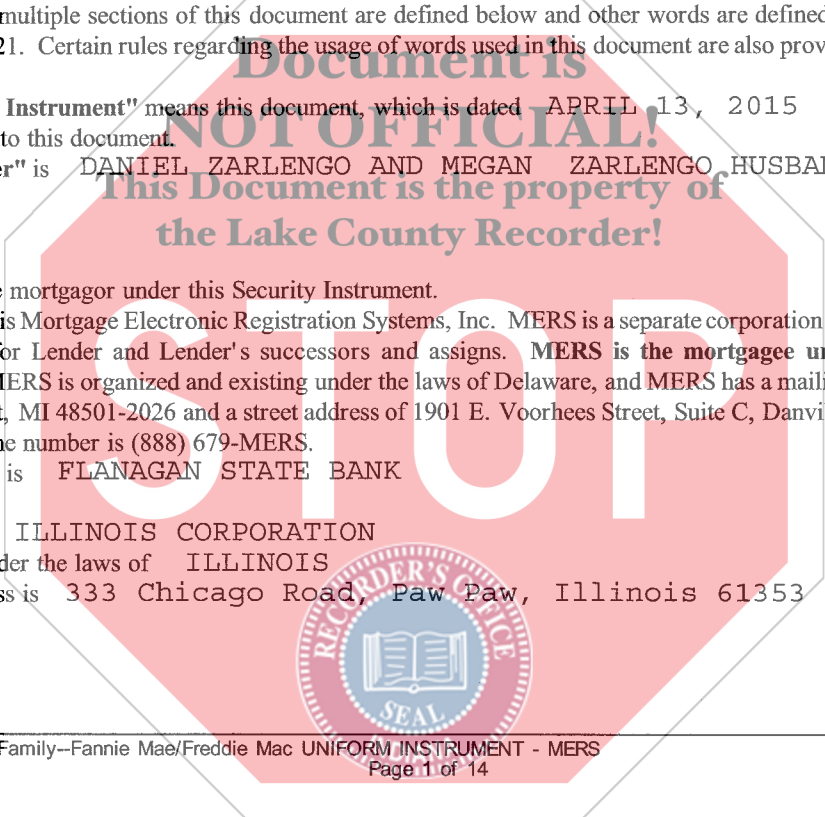 multiple sections of this document are defined below and other words are defined
21. Certain rules regarding the usage of words used in this document are also prov
Document is
Instrument" means this document, which is dated APRIL 13, 2015
NOT OFFICIAL!
to this document.
er" is DANIEL ZARLENGO AND MEGAN ZARLENGO HUSBAN
This Document is the property of
the Lake County Recorder!
e mortgagor under this Security Instrument.
is Mortgage Electronic Registration Systems, Inc. MERS is a separate corporation
for Lender and Lender's successors and assigns. MERS is the mortgagee un
MERS is organized and existing under the laws of Delaware, and MERS has a maili
t, MI 48501-2026 and a street address of 1901 E. Voorhees Street, Suite C, Danvi
ne number is (888) 679-MERS.
STOP
is FLANAGAN STATE BANK
ILLINOIS CORPORATION
der the laws of ILLINOIS
ss is 333 Chicago Road, Paw Paw, Illinois 61353
RECORDER'S OFFICE
SEAL
INDIANA
Family--Fannie Mae/Freddie Mac UNIFORM INSTRUMENT - MERS
Page 1 of 14